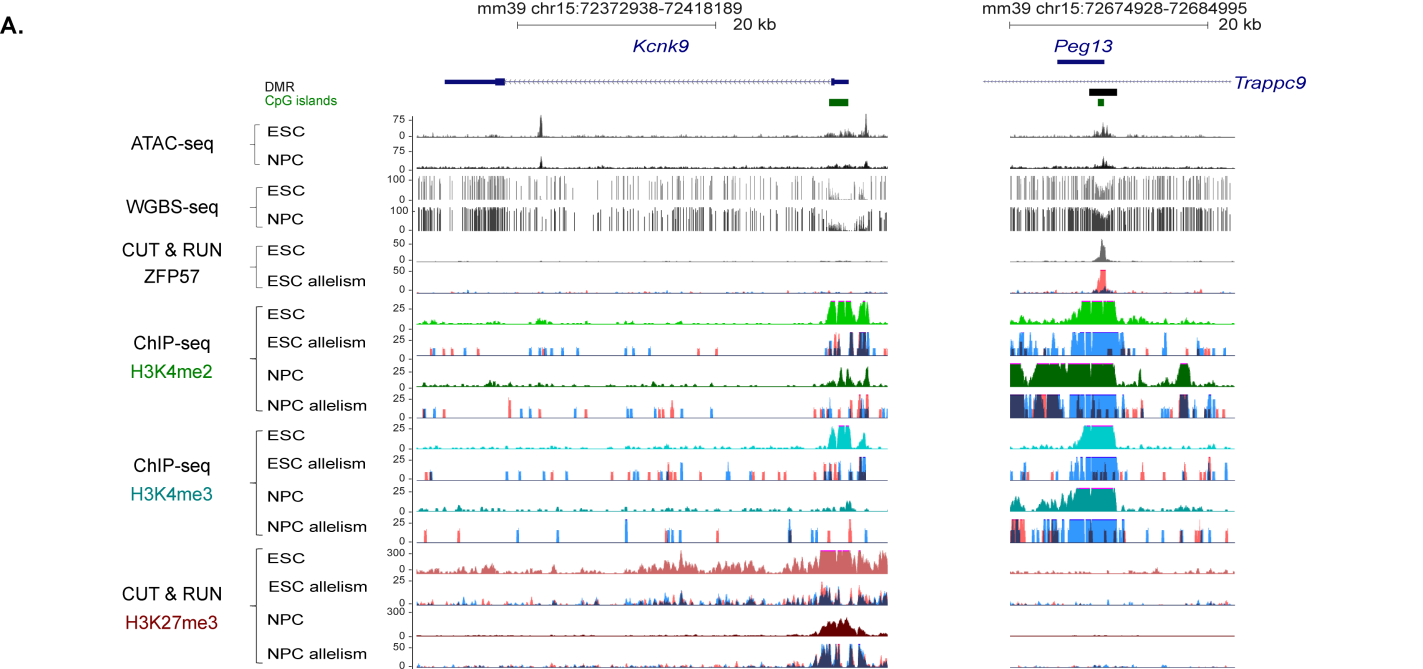 A.
mm39 chr15:72372938-72418189
mm39 chr15:72674928-72684995
20 kb
20 kb
Kcnk9
Peg13
Trappc9
DMR
CpG islands
ATAC-seq
ESC
75
0
NPC
75
0
WGBS-seq
ESC
100
0
NPC
100
0
CUT & RUN
ZFP57
ESC
50
0
ESC allelism
50
0
ChIP-seq
H3K4me2
ESC
25
0
ESC allelism
25
0
NPC
25
0
NPC allelism
25
0
ChIP-seq
H3K4me3
ESC
25
0
ESC allelism
25
0
NPC
25
0
NPC allelism
25
0
CUT & RUN
H3K27me3
ESC
300
0
ESC allelism
25
0
NPC
300
0
NPC allelism
50
0